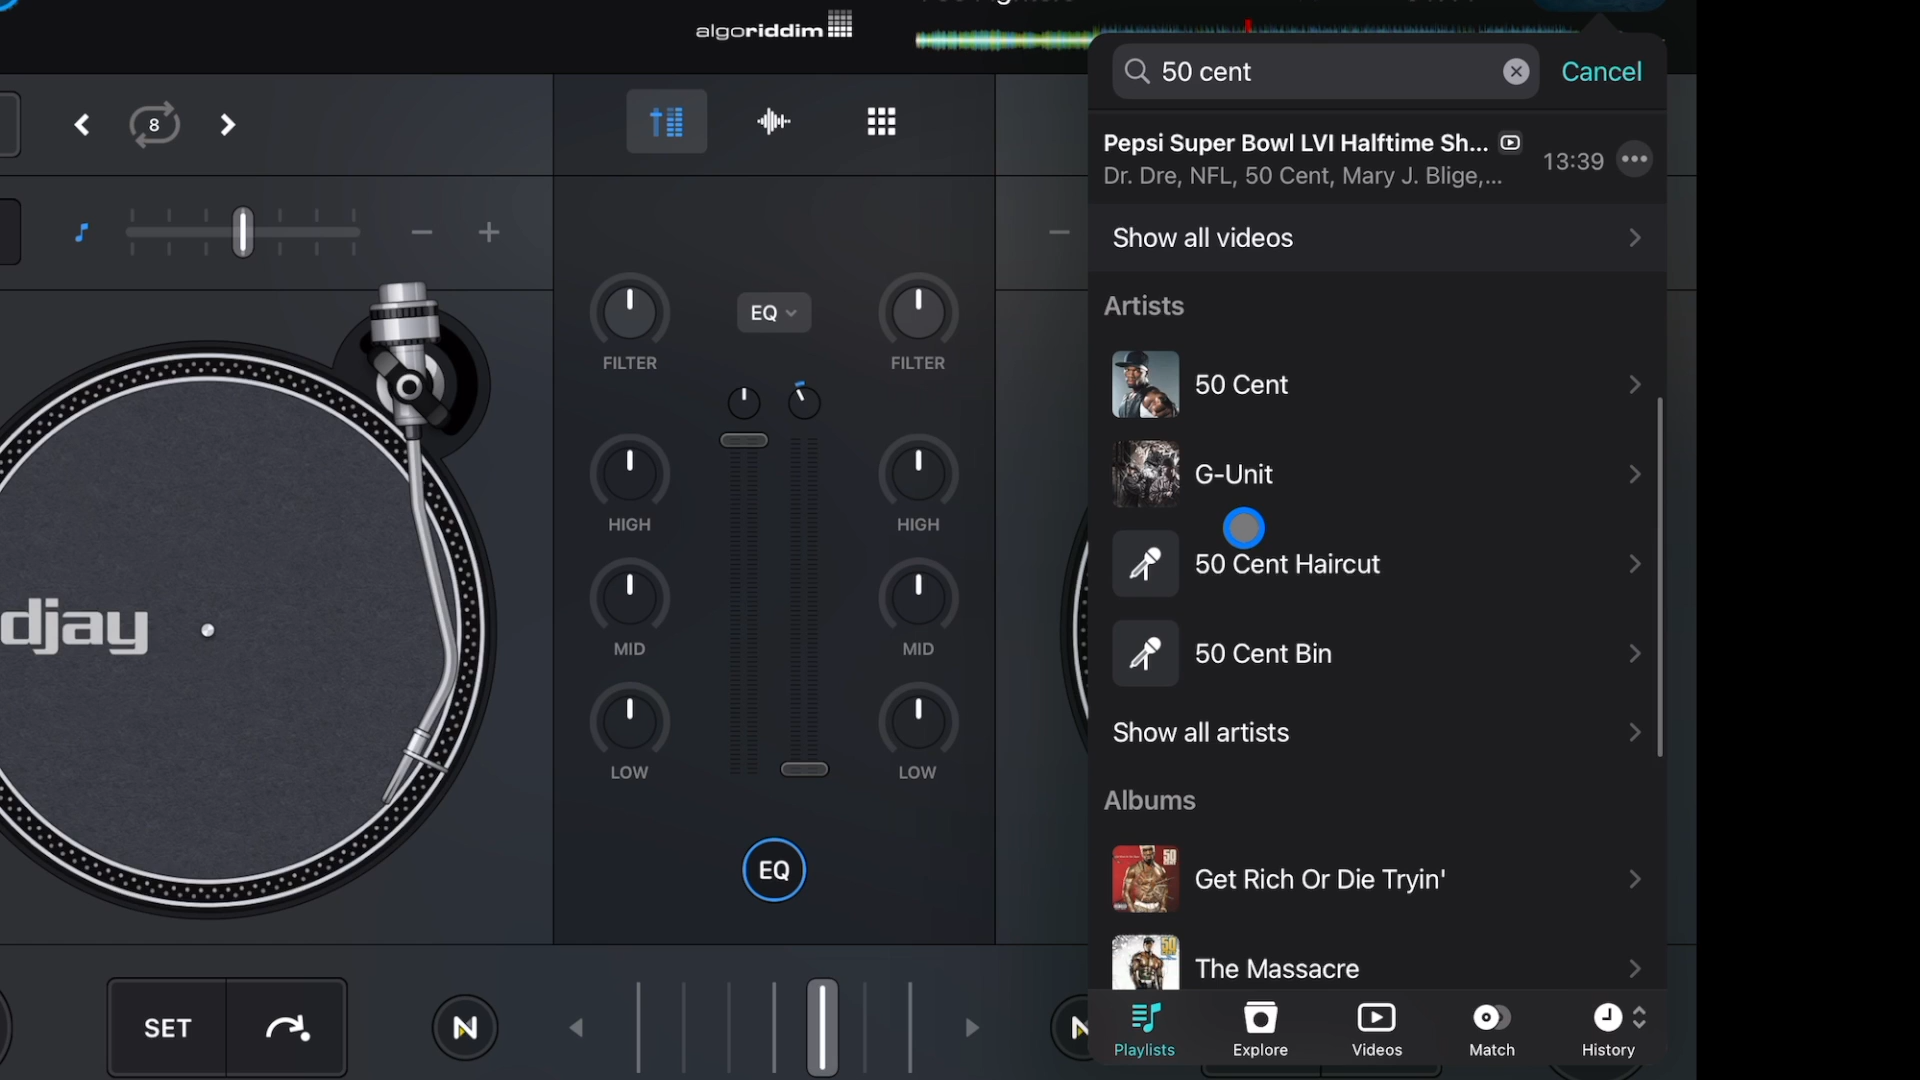 algoriddim
50 cent
Cancel
Pepsi Super Bowl LVI Halftime Sh...
13:39
Dr. Dre, NFL, 50 Cent, Mary J. Blige,...
8
Show all videos
Artists
EQ
FILTER
FILTER
50 Cent
G-Unit
HIGH
HIGH
50 Cent Haircut
djay
MID
MID
50 Cent Bin
Show all artists
LOW
LOW
Albums
EQ
Get Rich Or Die Tryin'
The Massacre
SET
N
N
Playlists
Explore
Videos
Match
History